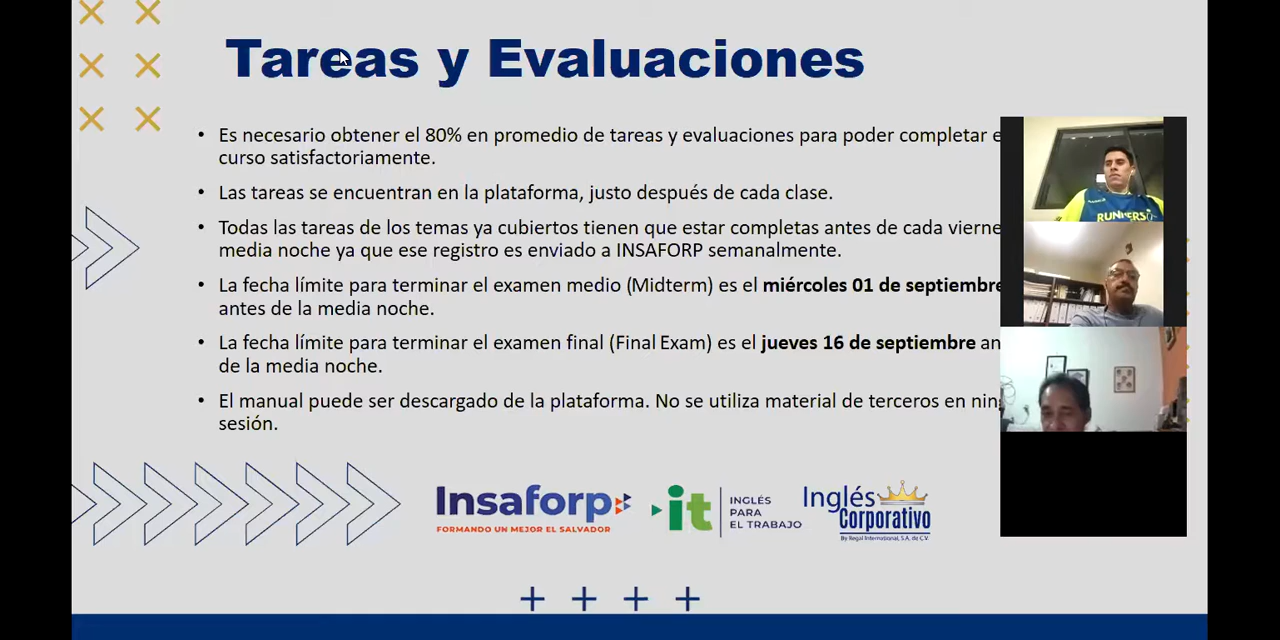 Tareas y Evaluaciones
• Es necesario obtener el 80% en promedio de tareas y evaluaciones para poder completar e
curso satisfactoriamente.
• Las tareas se encuentran en la plataforma, justo después de cada clase.
• Todas las tareas de los temas ya cubiertos tienen que estar completas antes de cada vierne
media noche ya que ese registro es enviado a INSAFORP semanalmente.
• La fecha límite para terminar el examen medio (Midterm) es el miércoles 01 de septiembre
antes de la media noche.
• La fecha límite para terminar el examen final (Final Exam) es el jueves 16 de septiembre an
de la media noche.
• El manual puede ser descargado de la plataforma. No se utiliza material de terceros en nin
sesión.
Insaforp
FORMANDO UN MEJOR EL SALVADOR
it
INGLÉS
PARA
EL TRABAJO
Inglés
Corporativo
By Regal International, S.A. de C.V.
RUNNERS